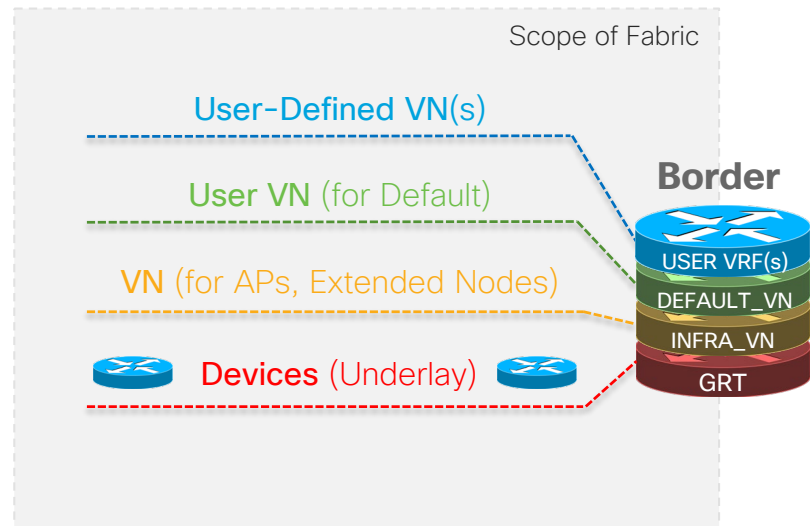 Scope of Fabric
User-Defined VN(s)
User VN (for Default)
VN (for APs, Extended Nodes)
Devices (Underlay)
Border
USER VRF(s)
DEFAULT_VN
INFRA_VN
GRT